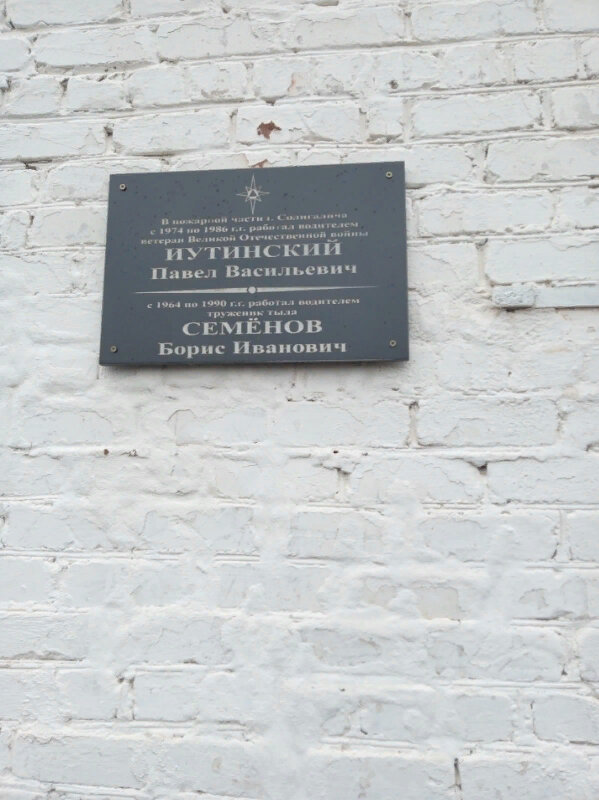 В пожарной части г. Солигалича
с 1974 по 1986 г.г. работал водителем
ветеран Великой Отечественной войны
ИУТИНСКИЙ
Павел Васильевич
с 1964 по 1990 г.г. работал водителем
труженик тыла
СЕМЁНОВ
Борис Иванович